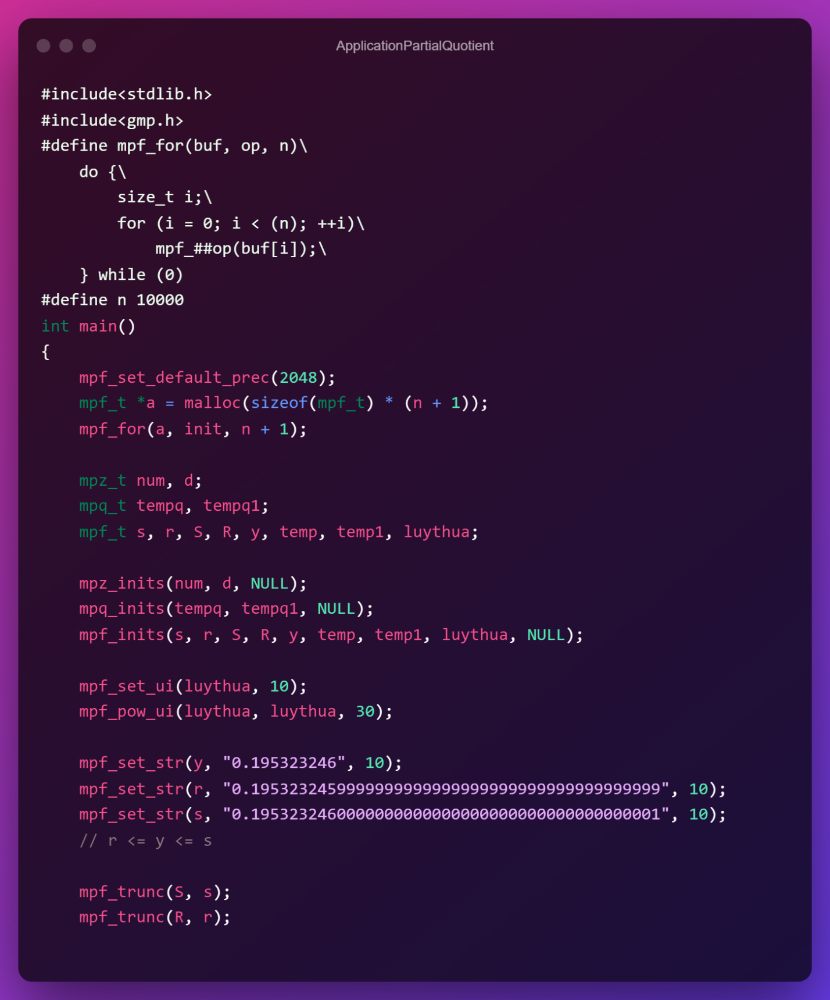 ApplicationPartialQuotient
#include<stdlib.h>
#include<gmp.h>
#define mpf_for(buf, op, n)\
    do {\
        size_t i;\
        for (i = 0; i < (n); ++i)\
            mpf_##op(buf[i]);\
    } while (0)
#define n 10000
int main()
{
    mpf_set_default_prec(2048);
    mpf_t *a = malloc(sizeof(mpf_t) * (n + 1));
    mpf_for(a, init, n + 1);
    mpz_t num, d;
    mpq_t tempq, tempq1;
    mpf_t s, r, S, R, y, temp, temp1, luythua;
    mpz_inits(num, d, NULL);
    mpq_inits(tempq, tempq1, NULL);
    mpf_inits(s, r, S, R, y, temp, temp1, luythua, NULL);
    mpf_set_ui(luythua, 10);
    mpf_pow_ui(luythua, luythua, 30);
    mpf_set_str(y, "0.195323246", 10);
    mpf_set_str(r, "0.1953232459999999999999999999999999999999999", 10);
    mpf_set_str(s, "0.1953232460000000000000000000000000000000001", 10);
    // r <= y <= s
    mpf_trunc(S, s);
    mpf_trunc(R, r);